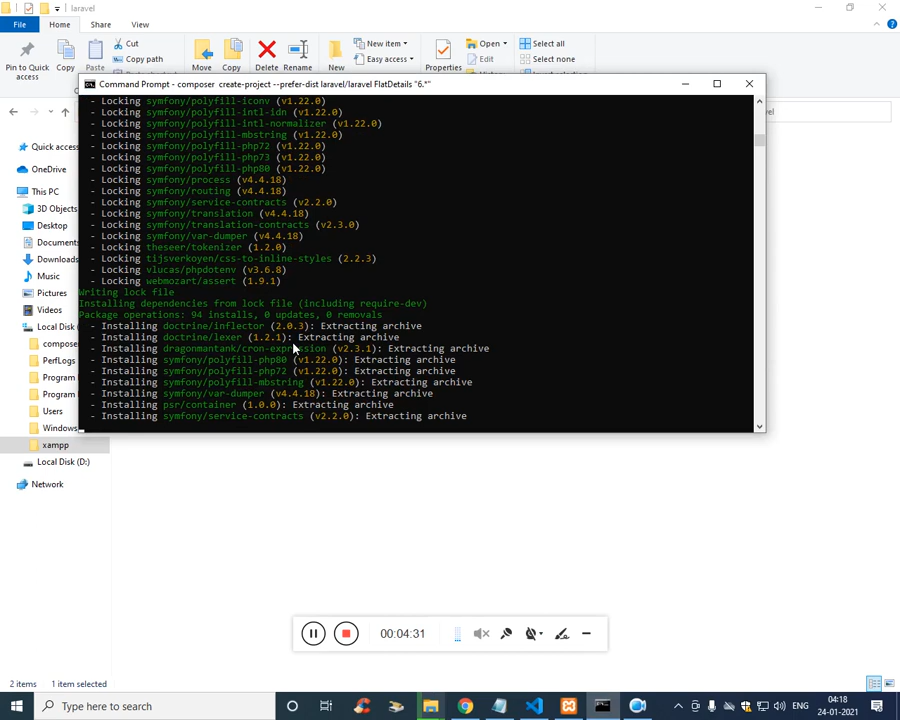 laravel
File
Home
Share
View
Pin to Quick access
Copy
Paste
Cut
Copy path
Move
Copy
Delete
Rename
New
New item
Easy access
Properties
Open
Edit
Select all
Select none
Command Prompt - composer create-project --prefer-dist laravel/laravel FlatDetails "6.*"
- Locking symfony/polyfill-iconv (v1.22.0)
- Locking symfony/polyfill-intl-idn (v1.22.0)
- Locking symfony/polyfill-intl-normalizer (v1.22.0)
- Locking symfony/polyfill-mbstring (v1.22.0)
- Locking symfony/polyfill-php72 (v1.22.0)
- Locking symfony/polyfill-php73 (v1.22.0)
- Locking symfony/polyfill-php80 (v1.22.0)
- Locking symfony/process (v4.4.18)
- Locking symfony/routing (v4.4.18)
- Locking symfony/service-contracts (v2.2.0)
- Locking symfony/translation (v4.4.18)
- Locking symfony/translation-contracts (v2.3.0)
- Locking symfony/var-dumper (v4.4.18)
- Locking theseer/tokenizer (1.2.0)
- Locking tijsverkoyen/css-to-inline-styles (2.2.3)
- Locking vlucas/phpdotenv (v3.6.8)
- Locking webmozart/assert (1.9.1)
Writing lock file
Installing dependencies from lock file (including require-dev)
Package operations: 94 installs, 0 updates, 0 removals
- Installing doctrine/inflector (2.0.3): Extracting archive
- Installing doctrine/lexer (1.2.1): Extracting archive
- Installing dragonmantank/cron-expression (v2.3.1): Extracting archive
- Installing symfony/polyfill-php80 (v1.22.0): Extracting archive
- Installing symfony/polyfill-php72 (v1.22.0): Extracting archive
- Installing symfony/polyfill-mbstring (v1.22.0): Extracting archive
- Installing symfony/var-dumper (v4.4.18): Extracting archive
- Installing psr/container (1.0.0): Extracting archive
- Installing symfony/service-contracts (v2.2.0): Extracting archive
Quick access
OneDrive
This PC
3D Objects
Desktop
Documents
Downloads
Music
Pictures
Videos
Local Disk
PerfLogs
Program
Program
Users
Windows
xampp
Local Disk (D:)
Network
00:04:31
2 items
1 item selected
Type here to search
04:18
24-01-2021